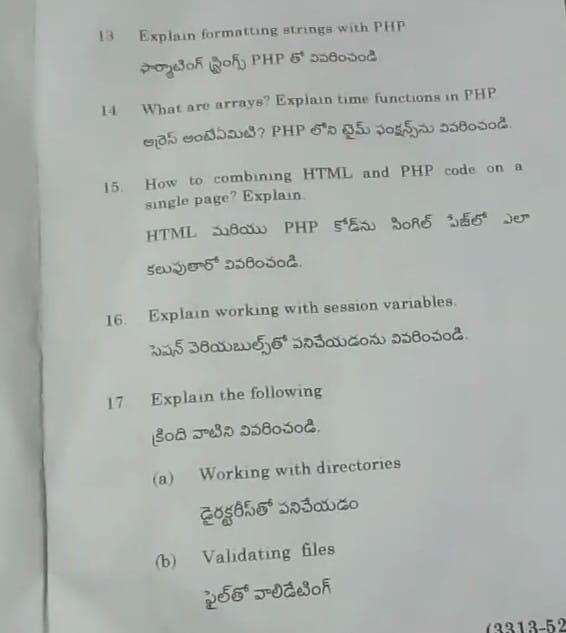 13 Explain formatting strings with PHP
ఫార్మాటింగ్ స్ట్రింగ్స్ PHP తో వివరించండి
14 What are arrays? Explain time functions in PHP
అరైస్ అంటేఏమిటి? PHP లోని టైమ్ ఫంక్షన్స్‌ను వివరించండి.
15. How to combining HTML and PHP code on a
single page? Explain.
HTML మరియు PHP కోడ్‌ను సింగిల్ పేజ్‌లో ఎలా
కలుపుతారో వివరించండి.
16. Explain working with session variables.
సెషన్ వెరియబుల్స్‌తో పనిచేయడంను వివరించండి.
17 Explain the following
క్రింది వాటిని వివరించండి.
(a) Working with directories
డైరక్టరీస్‌తో పనిచేయడం
(b) Validating files
ఫైల్‌తో వాలిడేటింగ్
(3313-52